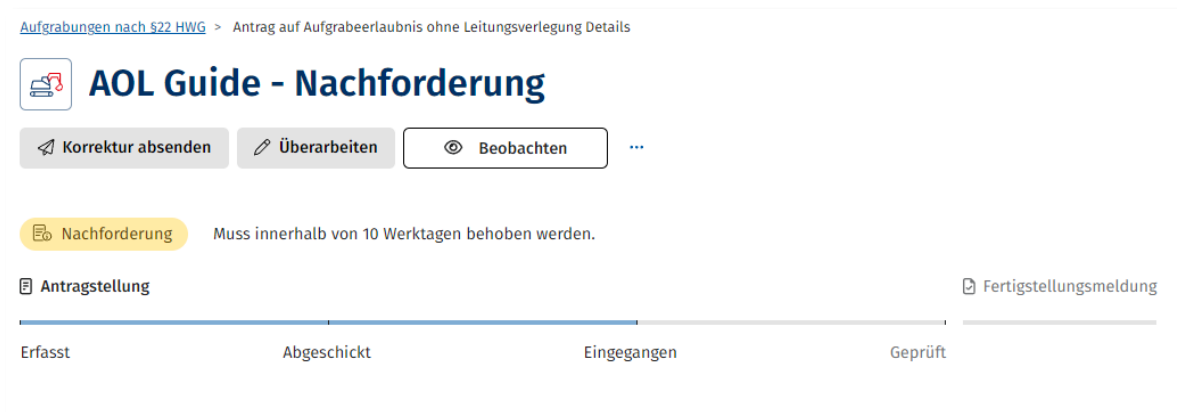 Aufgrabungen nach §22 HWG > Antrag auf Aufgrabeerlaubnis ohne Leitungsverlegung Details
AOL Guide - Nachforderung
Korrektur absenden Überarbeiten Beobachten ...
Nachforderung Muss innerhalb von 10 Werktagen behoben werden.
Antragstellung Fertigstellungsmeldung
Erfasst Abgeschickt Eingegangen Geprüft